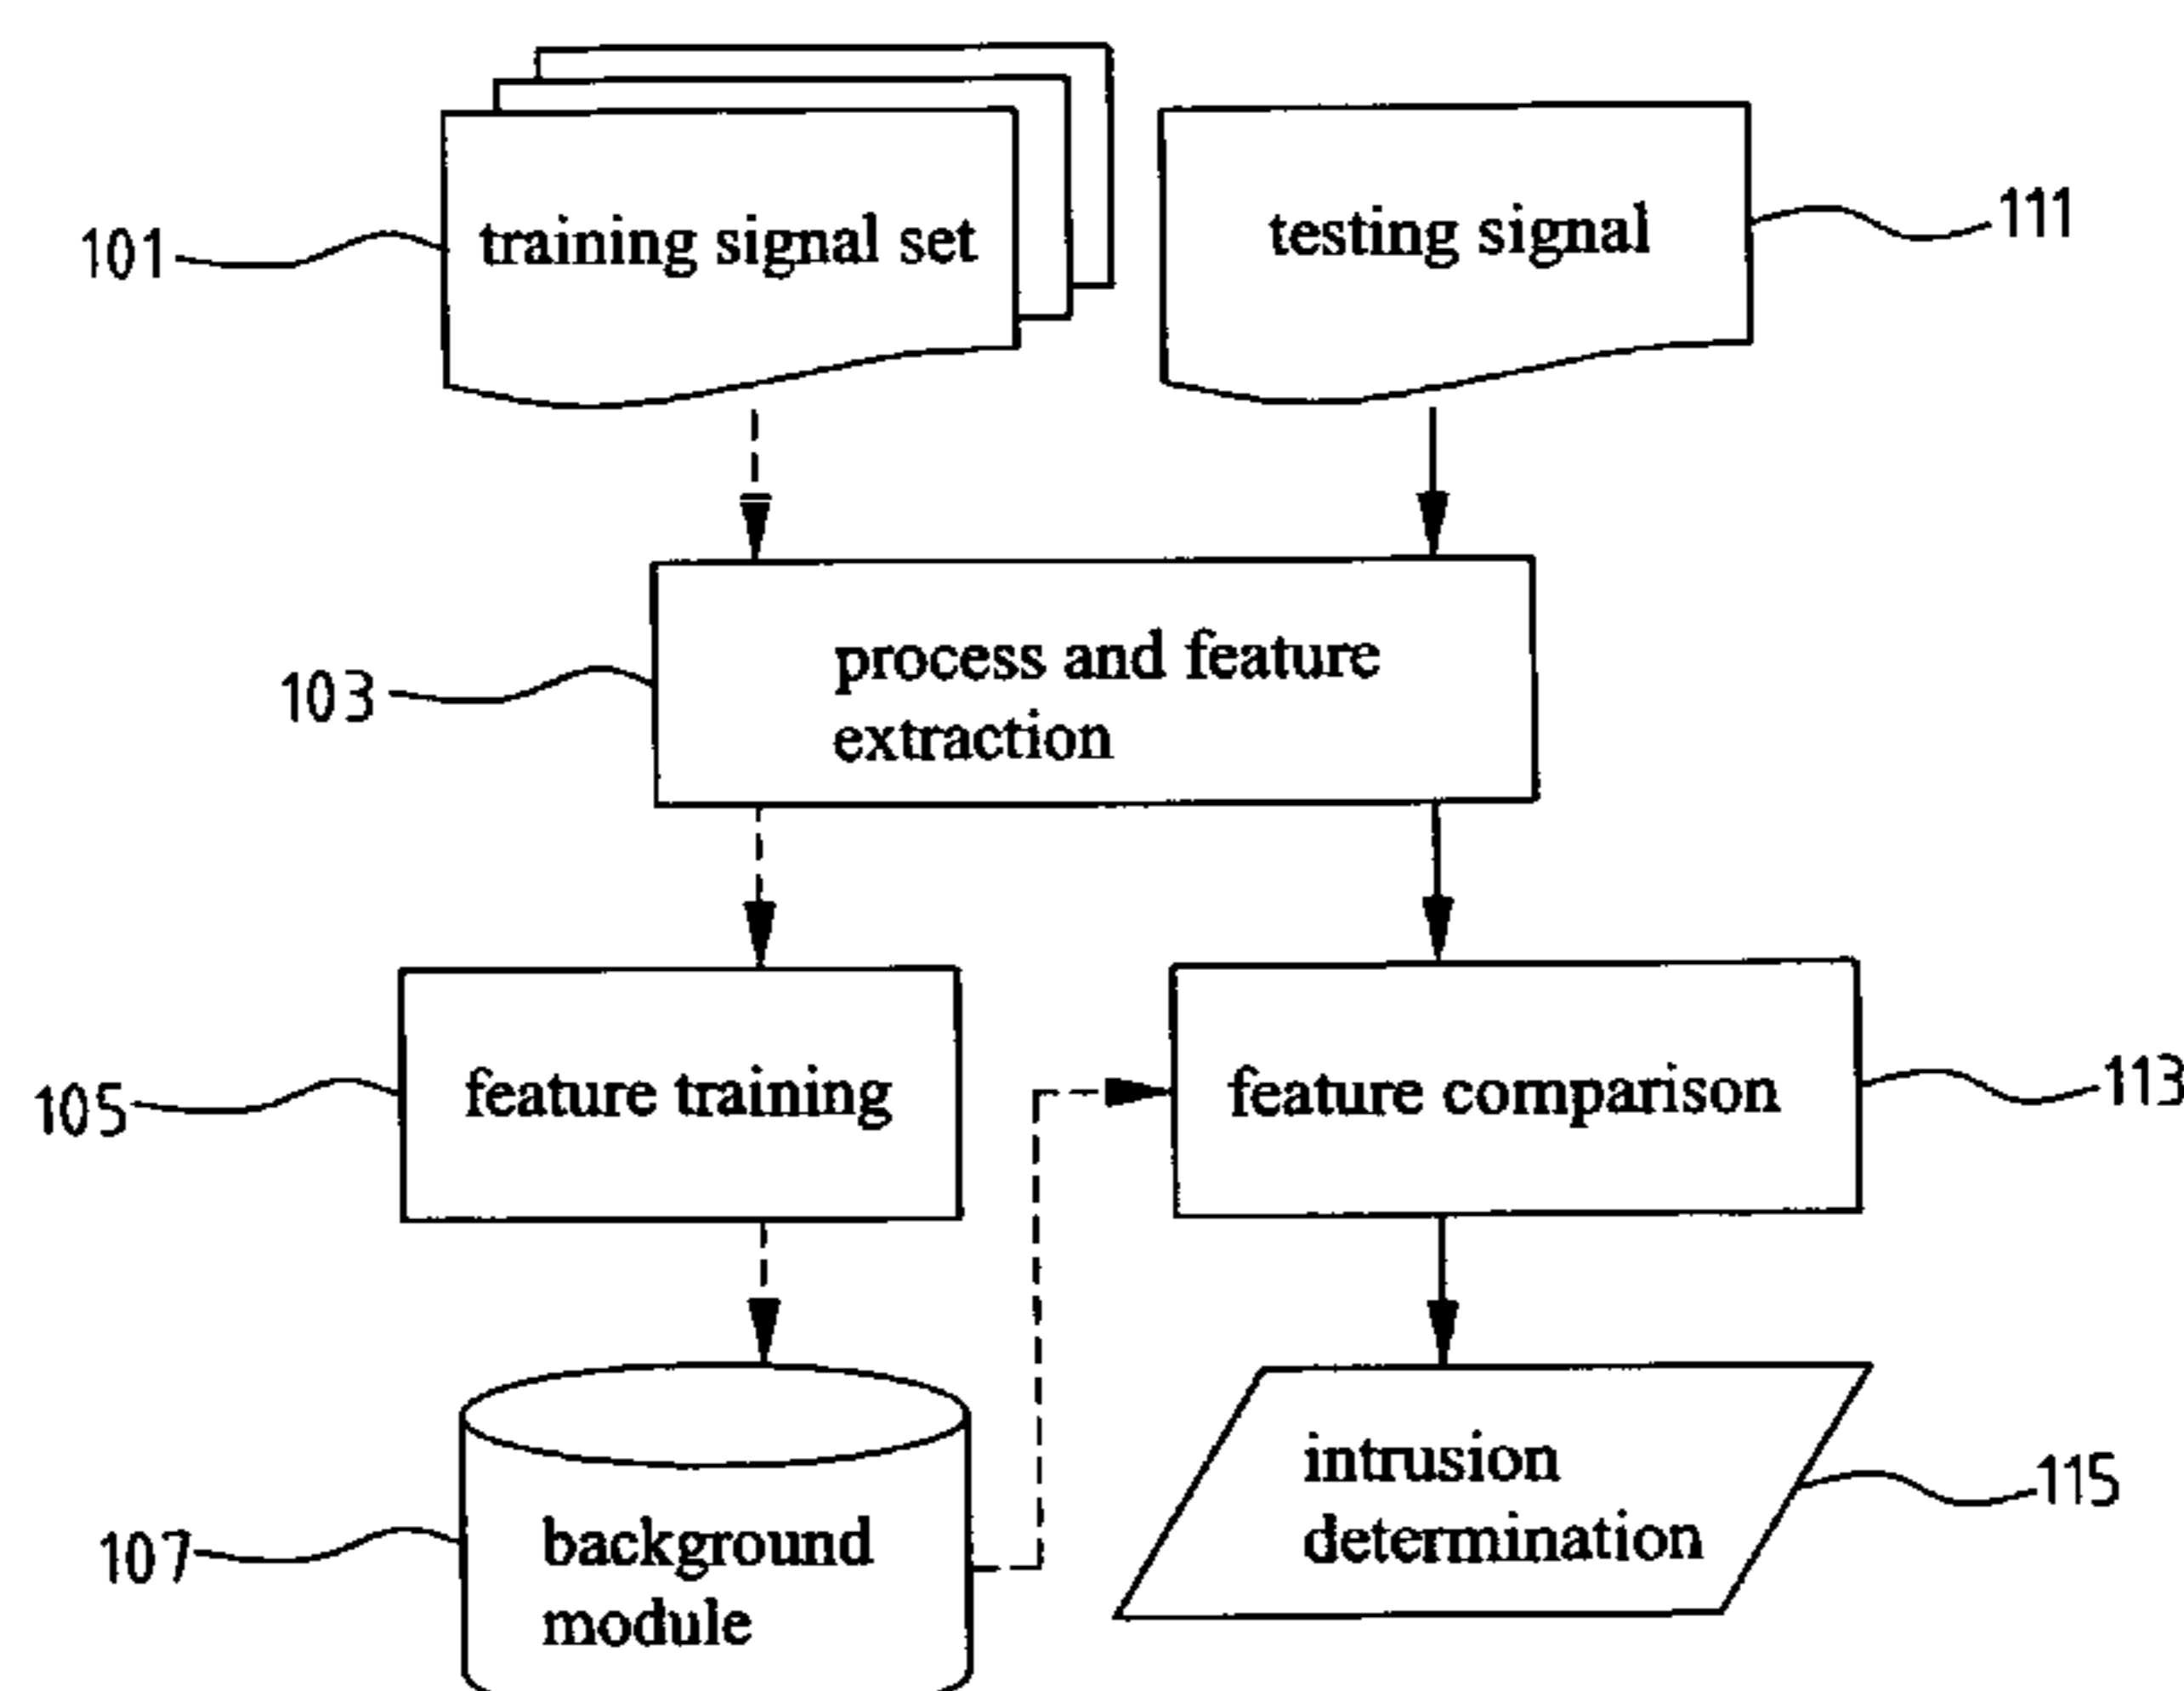 training signal set
testing signal
101
111
process and feature
extraction
103
feature training
feature comparison
105
113
intrusion
determination
115
background
module
107